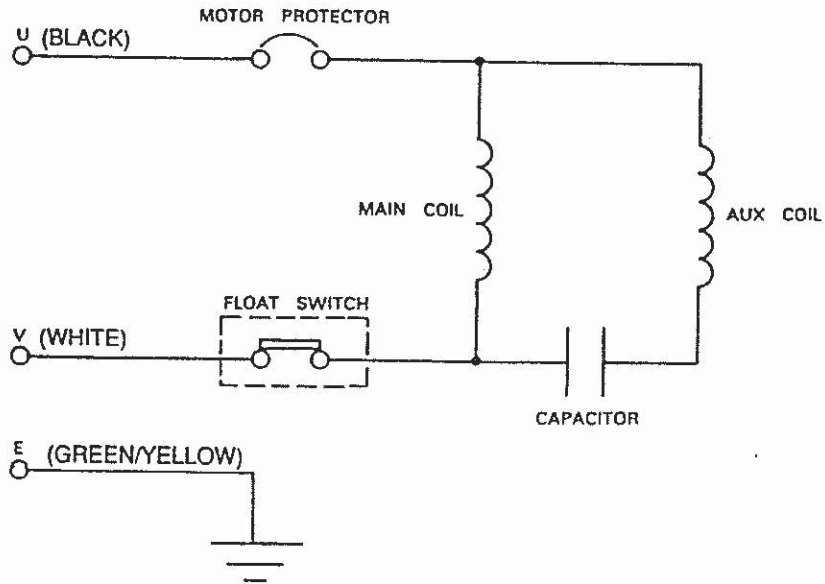 MOTOR PROTECTOR
U (BLACK)
MAIN COIL
AUX COIL
FLOAT SWITCH
V (WHITE)
CAPACITOR
E (GREEN/YELLOW)